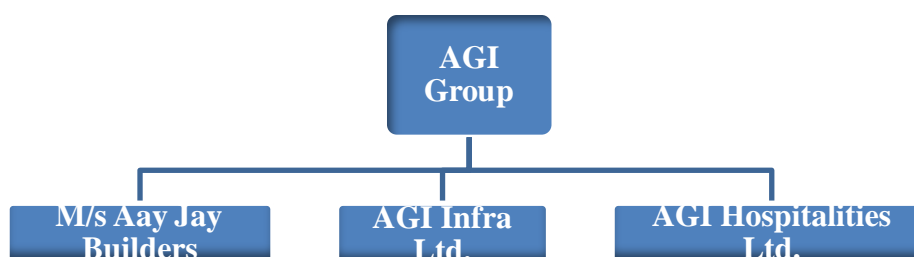 AGI
Group
M/s Aay Jay
Builders
AGI Infra
Ltd.
AGI Hospitalities
Ltd.